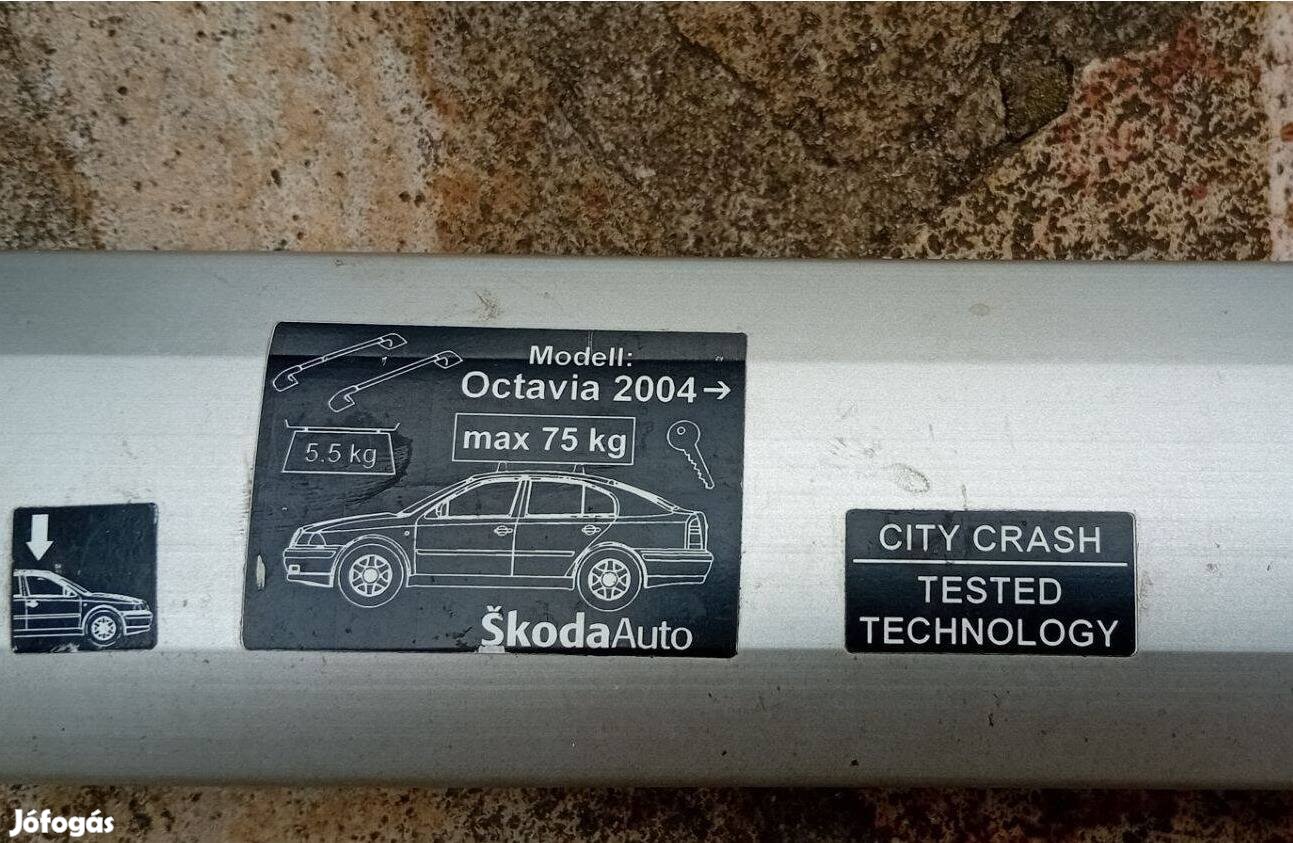 Modell:
Octavia 2004→
max 75 kg
5.5 kg
ŠkodaAuto
CITY CRASH
TESTED
TECHNOLOGY
Jófogás